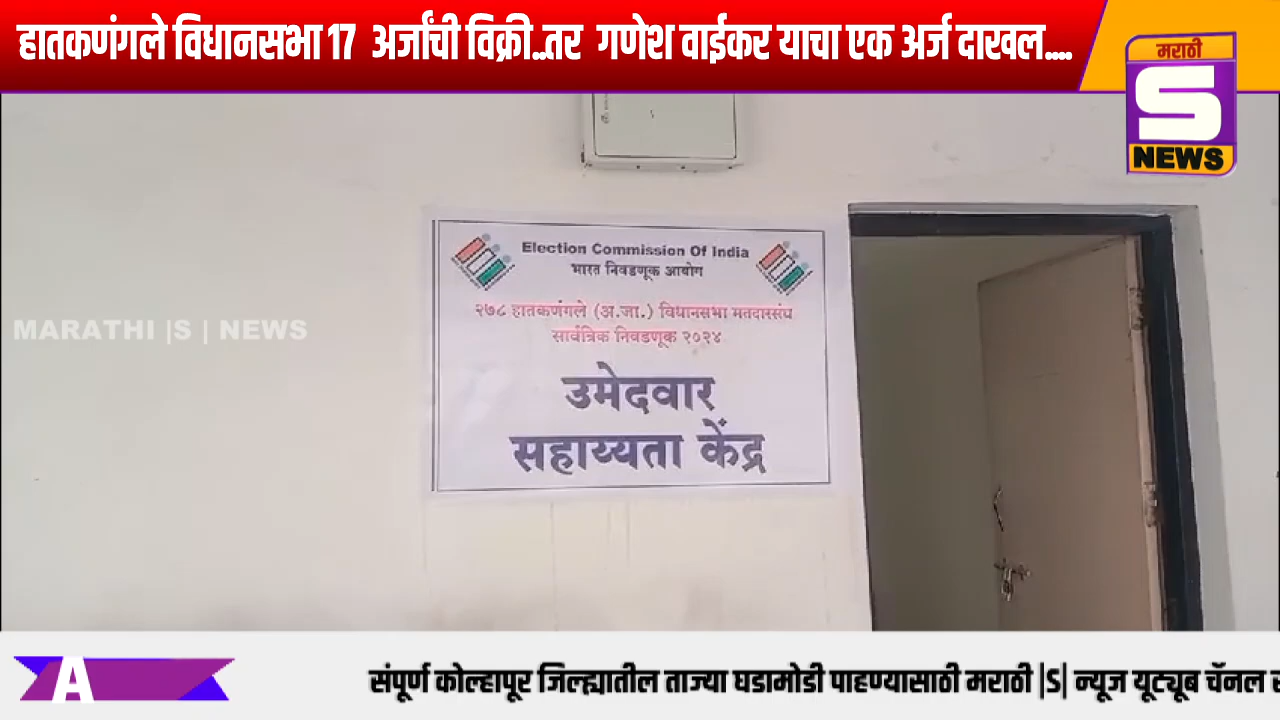 हातकणंगले विधानसभा 17 अर्जांची विक्री..तर गणेश वाईकर याचा एक अर्ज दाखल....
मराठी
S
NEWS
Election Commission Of India
भारत निवडणूक आयोग
२७८ हातकणंगले (अ.जा.) विधानसभा मतदारसंघ
सार्वत्रिक निवडणूक २०२४
उमेदवार
सहाय्यता केंद्र
MARATHI |S | NEWS
A
संपूर्ण कोल्हापूर जिल्ह्यातील ताज्या घडामोडी पाहण्यासाठी मराठी |S| न्यूज यूट्यूब चॅनल